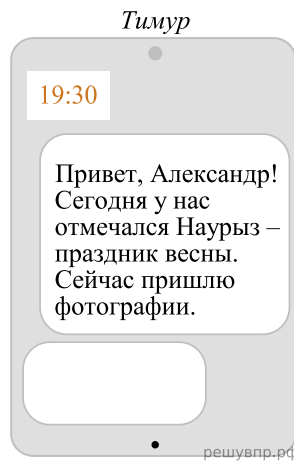 Тимур
19:30
Привет, Александр!
Сегодня у нас
отмечался Наурыз –
праздник весны.
Сейчас пришлю
фотографии.
решувпр.рф